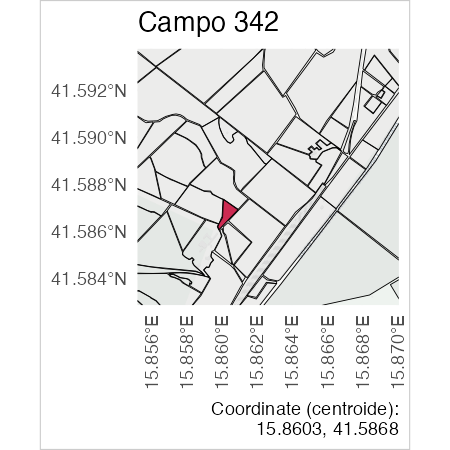 Campo 342
41.592°N
41.590°N
41.588°N
41.586°N
41.584°N
15.856°E
15.858°E
15.860°E
15.862°E
15.864°E
15.866°E
15.868°E
15.870°E
Coordinate (centroide):
15.8603, 41.5868